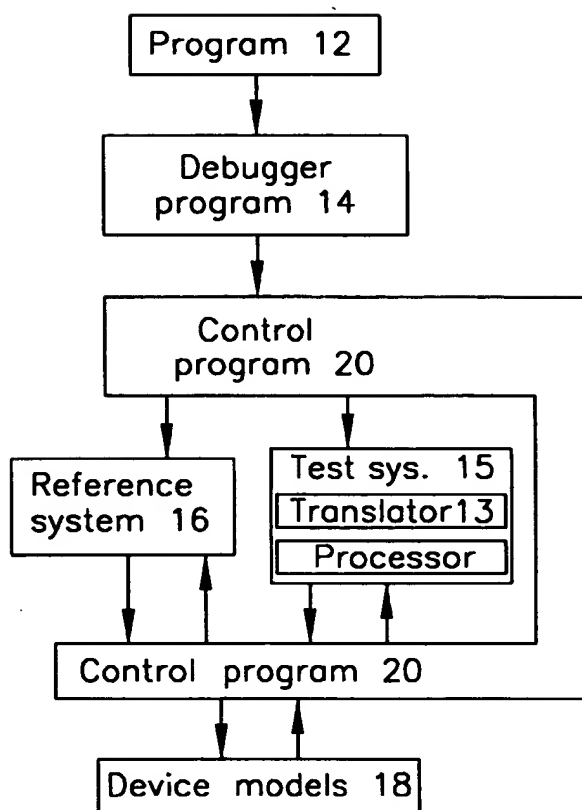 Program 12
Debugger
program 14
Control
program 20
Reference
system 16
Test sys. 15
Translator13
Processor
Control program 20
Device models 18